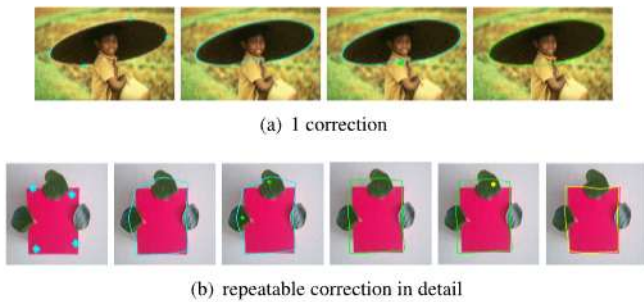 (a) 1 correction
(b) repeatable correction in detail